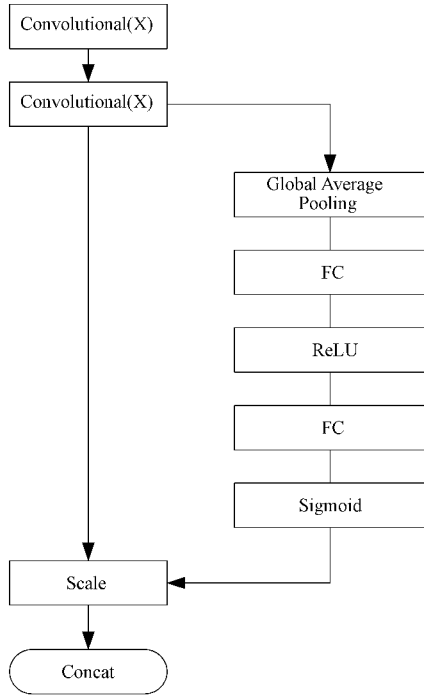 Convolutional(X)
Convolutional(X)
Global Average
Pooling
FC
ReLU
FC
Sigmoid
Scale
Concat